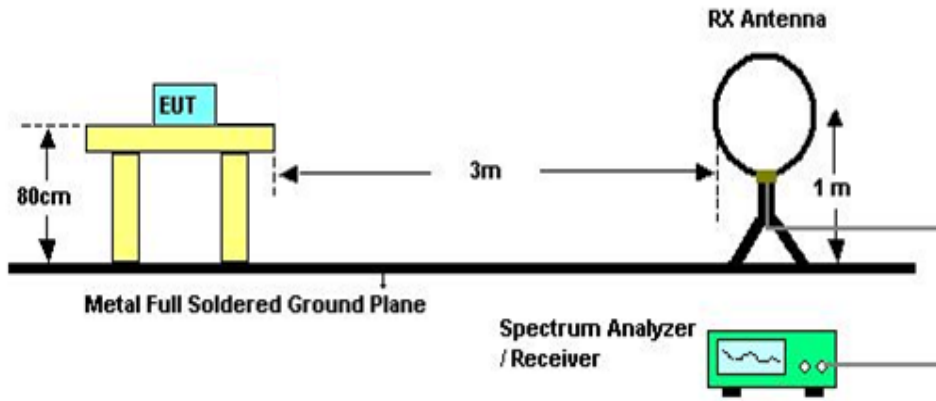 RX Antenna
EUT
3m
80cm
1 m
Metal Full Soldered Ground Plane
Spectrum Analyzer
/ Receiver